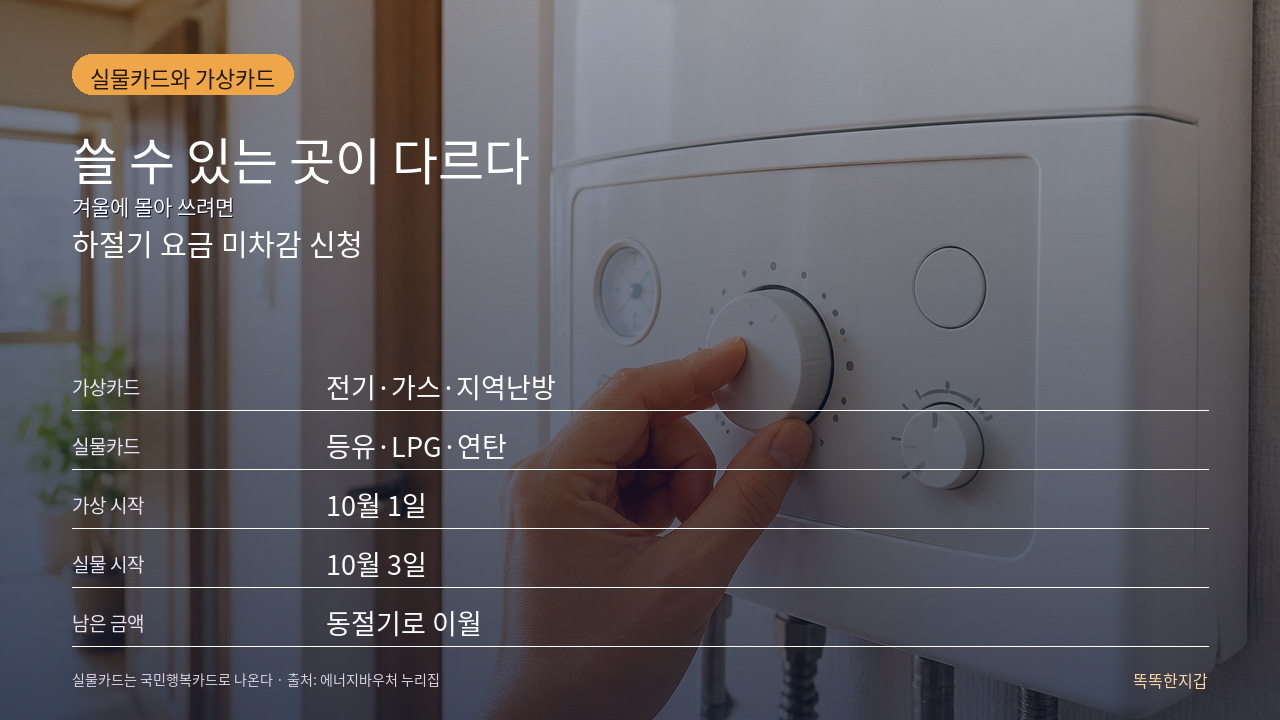 실물카드와 가상카드
쓸 수 있는 곳이 다르다
겨울에 몰아 쓰려면
하절기 요금 미차감 신청
가상카드 전기·가스·지역난방
실물카드 등유·LPG·연탄
가상 시작 10월 1일
실물 시작 10월 3일
남은 금액 동절기로 이월
실물카드는 국민행복카드로 나온다 · 출처: 에너지바우처 누리집
똑똑한지갑